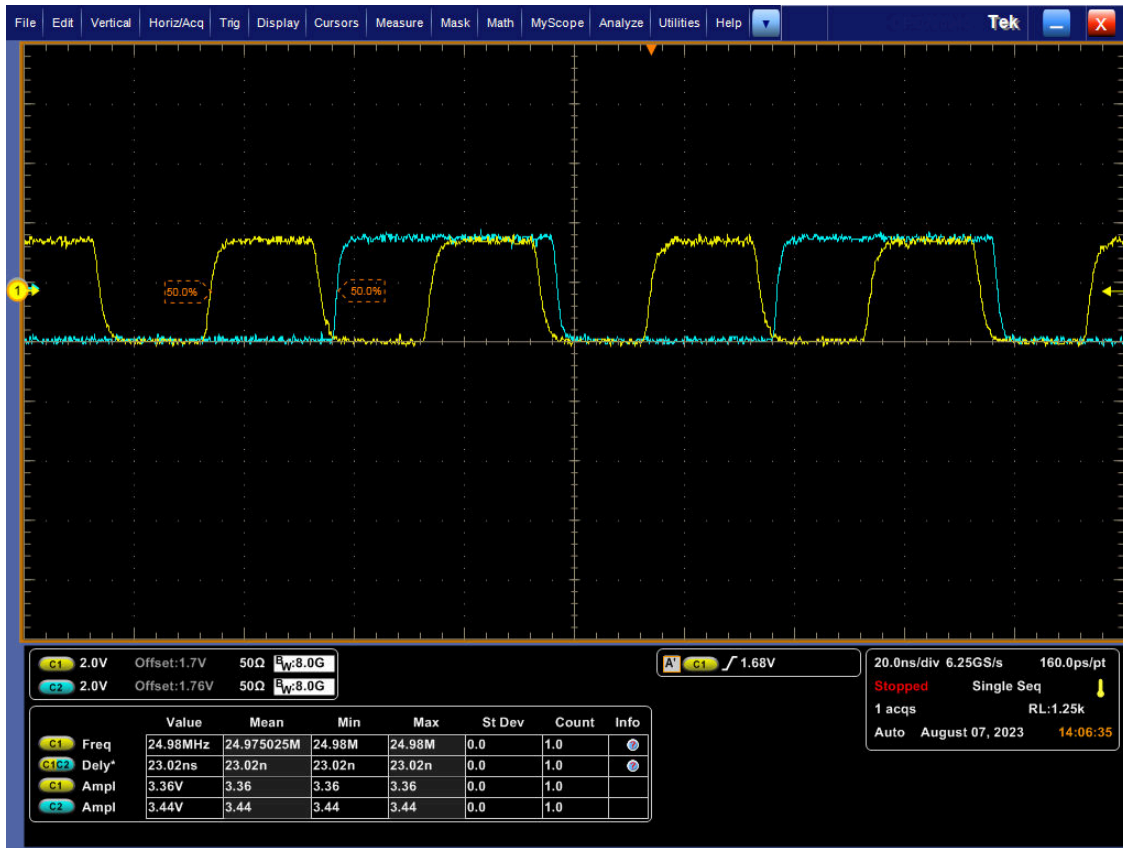 File Edit Vertical Horiz/Acq Trig Display Cursors Measure Mask Math MyScope Analyze Utilities Help Tek X
50.0% 50.0%
1
C1 2.0V Offset:1.7V 50Ω BW:8.0G
C2 2.0V Offset:1.76V 50Ω BW:8.0G
A' C1 1.68V
20.0ns/div 6.25GS/s 160.0ps/pt
Stopped Single Seq
1 acqs RL:1.25k
Auto August 07, 2023 14:06:35
Value Mean Min Max St Dev Count Info
C1 Freq 24.98MHz 24.975025M 24.98M 24.98M 0.0 1.0
C1C2 Dely* 23.02ns 23.02n 23.02n 23.02n 0.0 1.0
C1 Ampl 3.36V 3.36 3.36 3.36 0.0 1.0
C2 Ampl 3.44V 3.44 3.44 3.44 0.0 1.0